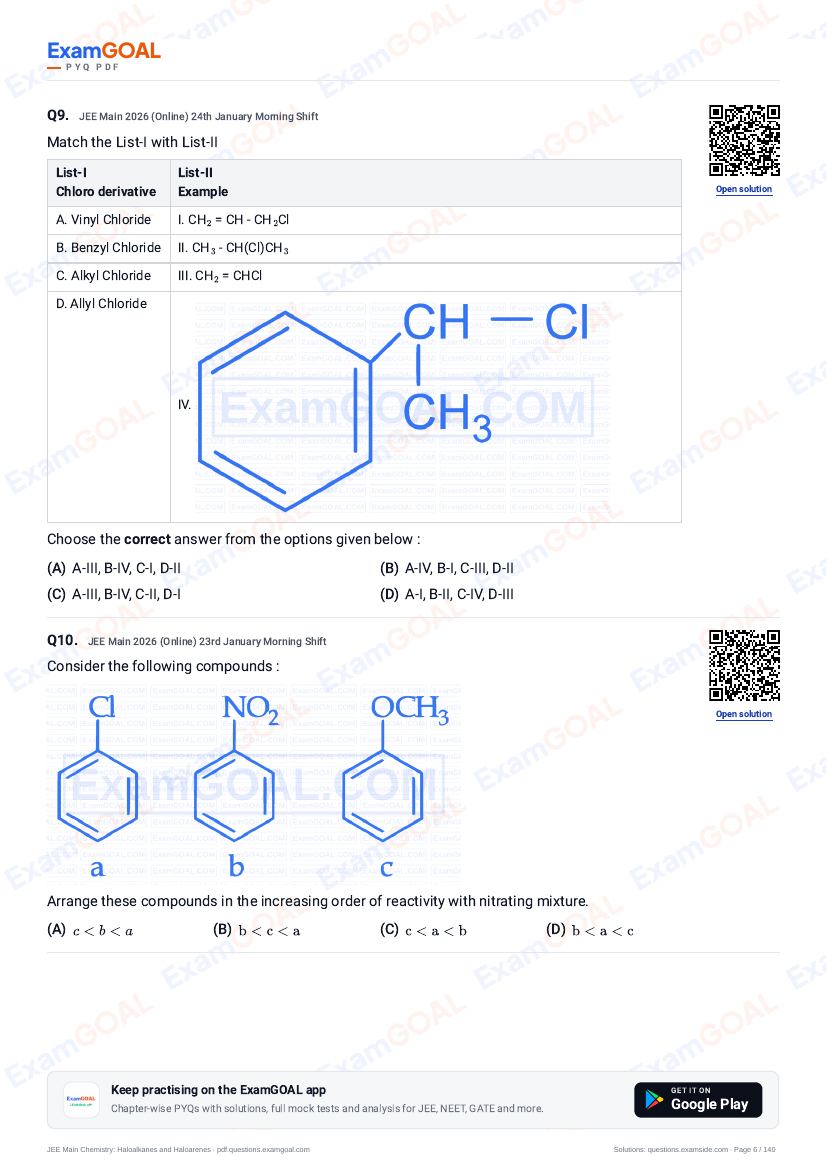 ExamGOAL
PYQ PDF
Q9. JEE Main 2026 (Online) 24th January Morning Shift
Match the List-I with List-II
Open solution
List-I List-II
Chloro derivative Example
A. Vinyl Chloride I. CH₂ = CH - CH₂Cl
B. Benzyl Chloride II. CH₃ - CH(Cl)CH₃
C. Alkyl Chloride III. CH₂ = CHCl
D. Allyl Chloride
CH — Cl
IV.
CH₃
ExamGOAL.COM
Choose the correct answer from the options given below :
(A) A-III, B-IV, C-I, D-II (B) A-IV, B-I, C-III, D-II
(C) A-III, B-IV, C-II, D-I (D) A-I, B-II, C-IV, D-III
Q10. JEE Main 2026 (Online) 23rd January Morning Shift
Consider the following compounds :
Open solution
Cl NO₂ OCH₃
ExamGOAL.COM
a b c
Arrange these compounds in the increasing order of reactivity with nitrating mixture.
(A) c < b < a (B) b < c < a (C) c < a < b (D) b < a < c
Keep practising on the ExamGOAL app
Chapter-wise PYQs with solutions, full mock tests and analysis for JEE, NEET, GATE and more.
GET IT ON
Google Play
JEE Main Chemistry: Haloalkanes and Haloarenes · pdf.questions.examgoal.com
Solutions: questions.examside.com · Page 6 / 140